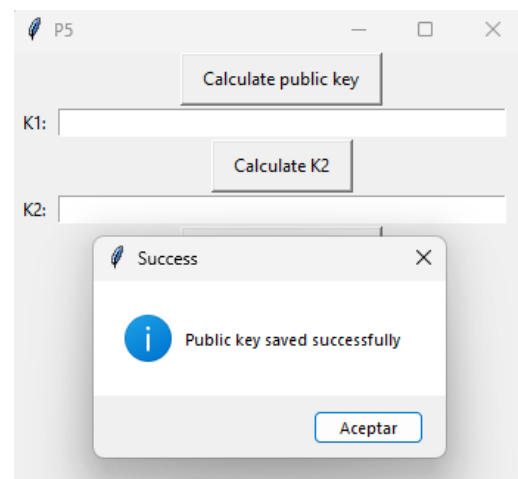 P5
Calculate public key
K1:
Calculate K2
K2:
Success
Public key saved successfully
Aceptar